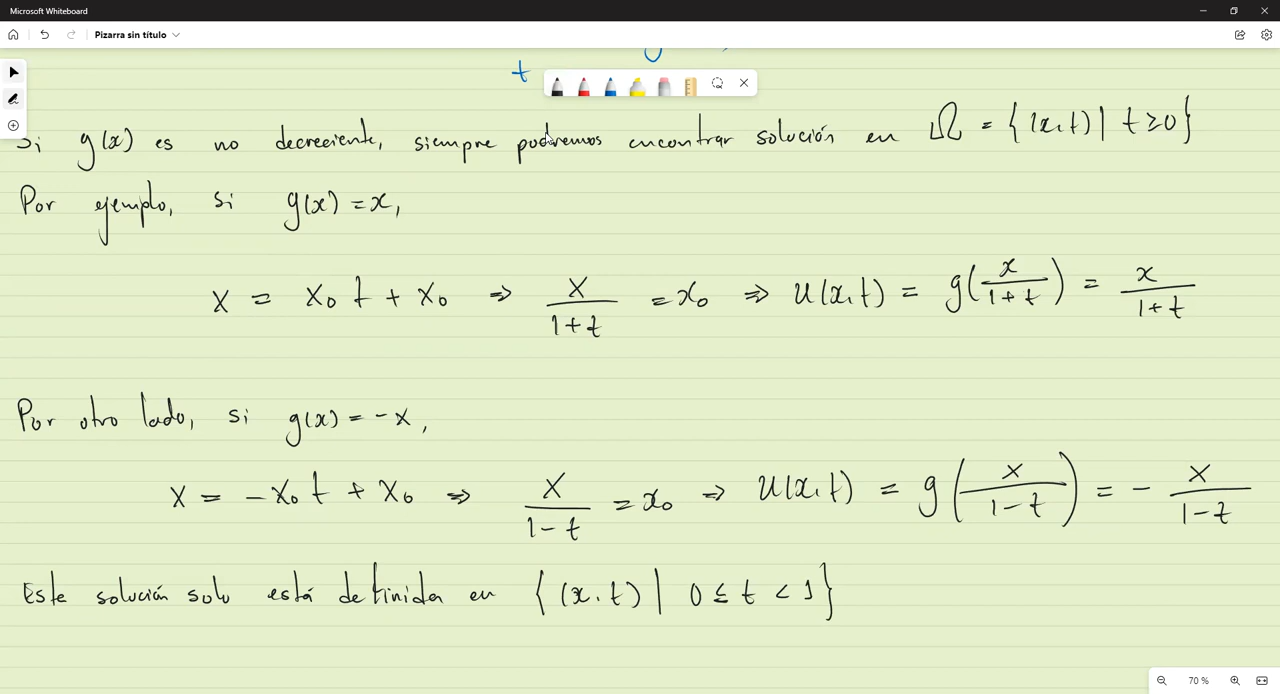 Microsoft Whiteboard
Pizarra sin título
t
Si g(x) es no decreciente, siempre podremos encontrar solución en Ω = {(x,t) | t≥0}
Por ejemplo, si g(x) = x,
x = x₀t + x₀ ⇒ x/(1+t) = x₀ ⇒ u(x,t) = g(x/(1+t)) = x/(1+t)
Por otro lado, si g(x) = -x,
x = -x₀t + x₀ ⇒ x/(1-t) = x₀ ⇒ u(x,t) = g(x/(1-t)) = - x/(1-t)
Este solución solo está definida en {(x,t) | 0 ≤ t < 1}
70 %